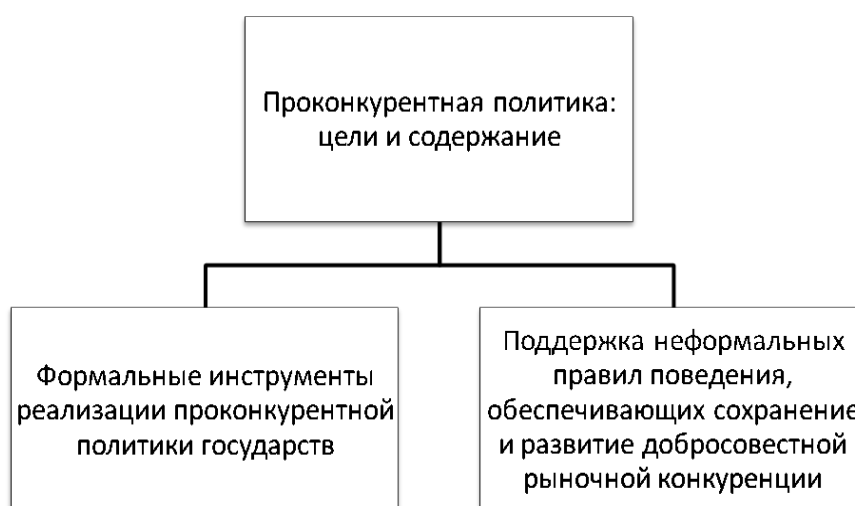 Проконкурентная политика:
цели и содержание
Формальные инструменты
реализации проконкурентной
политики государств
Поддержка неформальных
правил поведения,
обеспечивающих сохранение
и развитие добросовестной
рыночной конкуренции